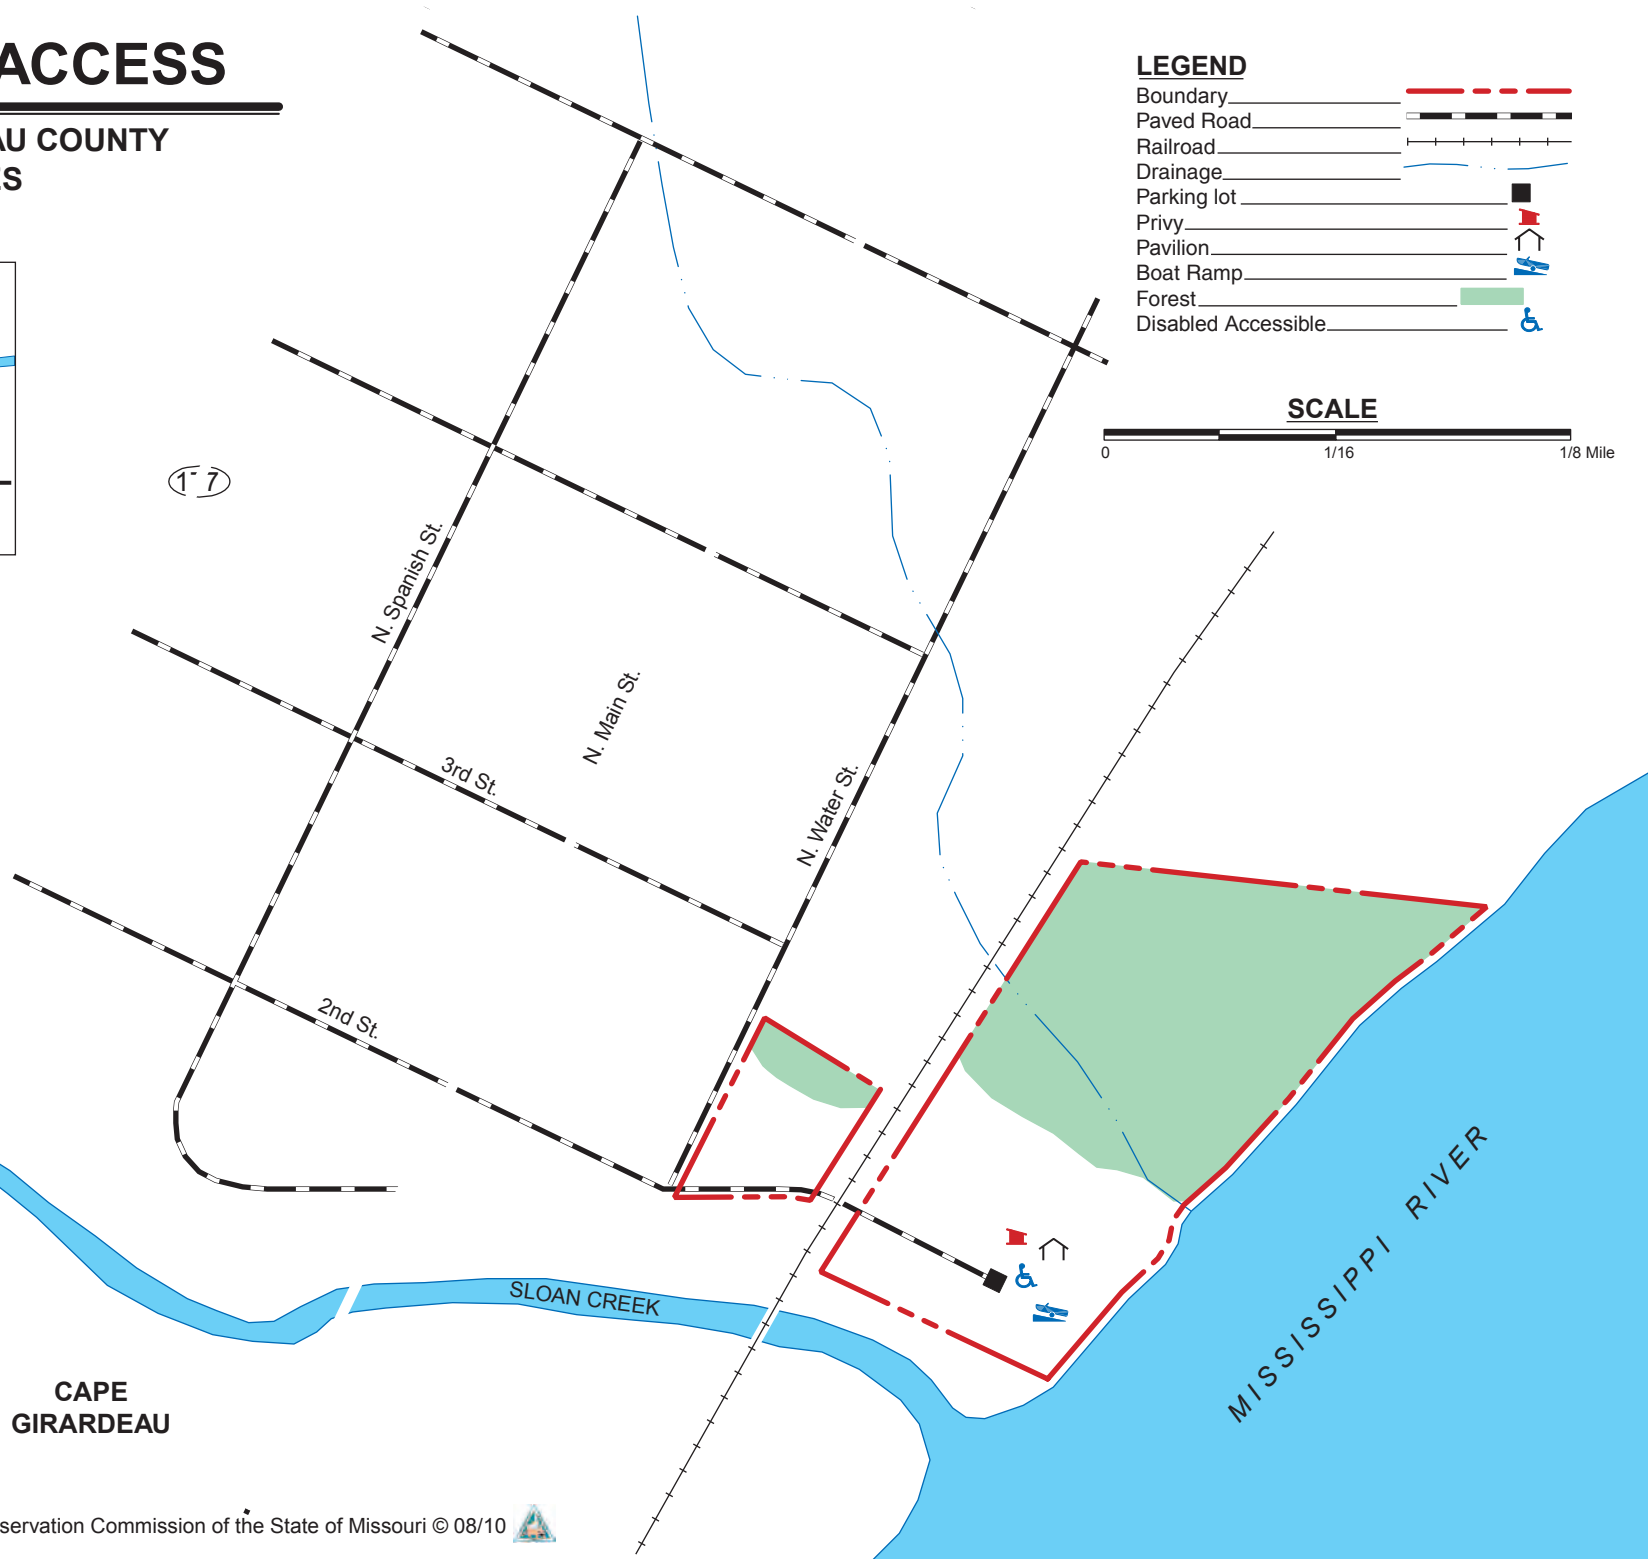 ACCESS
AU COUNTY
ES
LEGEND
Boundary
Paved Road
Railroad
Drainage
Parking lot
Privy
Pavilion
Boat Ramp
Forest
Disabled Accessible
SCALE
0 1/16 1/8 Mile
N. Spanish St.
N. Main St.
3rd St.
N. Water St.
2nd St.
SLOAN CREEK
MISSISSIPPI RIVER
CAPE
GIRARDEAU
servation Commission of the State of Missouri © 08/10